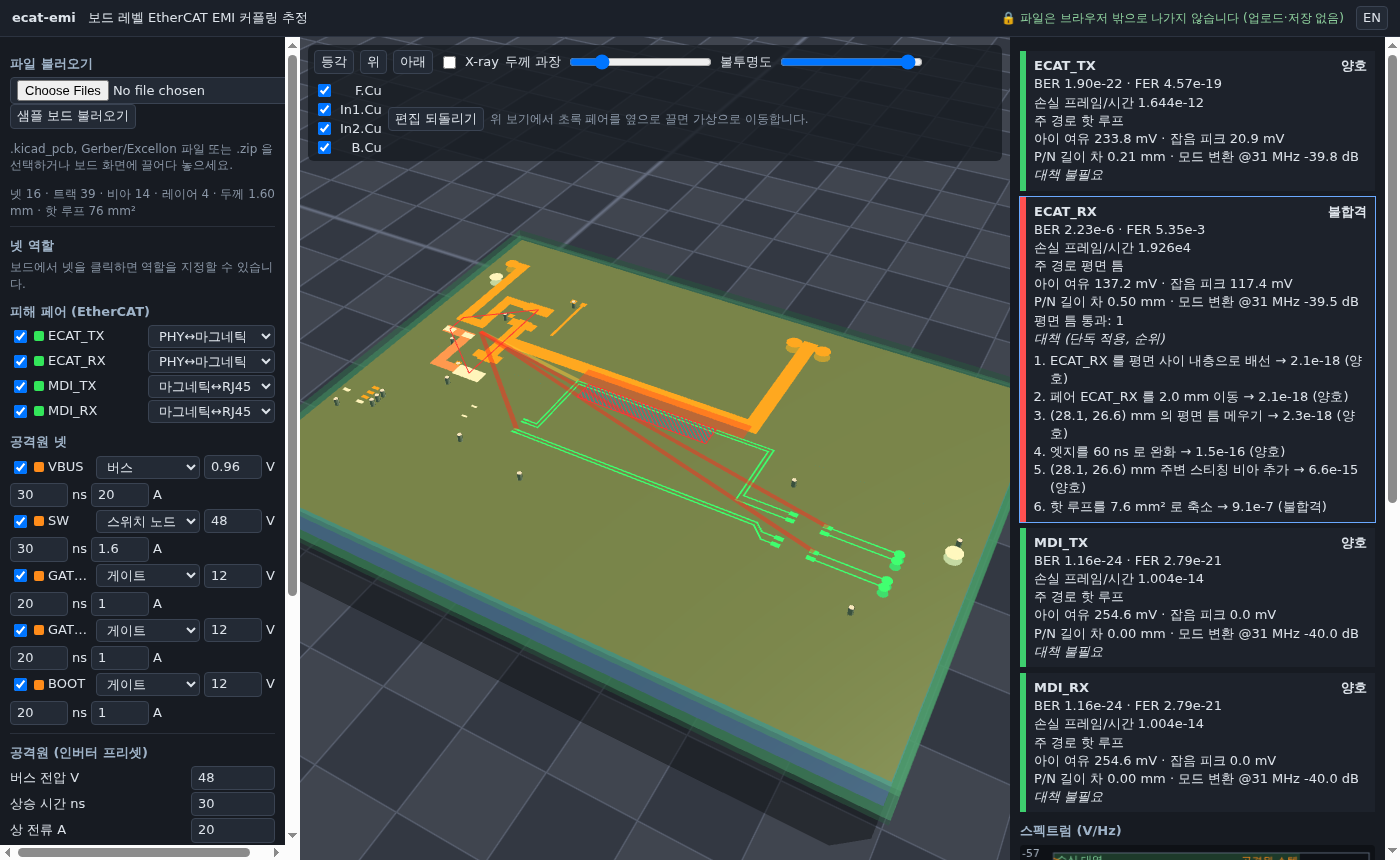 ecat-emi 보드 레벨 EtherCAT EMI 커플링 추정
🔒 파일은 브라우저 밖으로 나가지 않습니다 (업로드·저장 없음) EN
파일 불러오기
Choose Files No file chosen
샘플 보드 불러오기
.kicad_pcb, Gerber/Excellon 파일 또는 .zip 을
선택하거나 보드 화면에 끌어다 놓으세요.
넷 16 · 트랙 39 · 비아 14 · 레이어 4 · 두께 1.60
mm · 핫 루프 76 mm²
넷 역할
보드에서 넷을 클릭하면 역할을 지정할 수 있습니
다.
피해 페어 (EtherCAT)
ECAT_TX PHY↔마그네틱
ECAT_RX PHY↔마그네틱
MDI_TX 마그네틱↔RJ45
MDI_RX 마그네틱↔RJ45
공격원 넷
VBUS 버스 0.96 V
30 ns 20 A
SW 스위치 노드 48 V
30 ns 1.6 A
GAT... 게이트 12 V
20 ns 1 A
GAT... 게이트 12 V
20 ns 1 A
BOOT 게이트 12 V
20 ns 1 A
공격원 (인버터 프리셋)
버스 전압 V 48
상승 시간 ns 30
상 전류 A 20
등각 위 아래 X-ray 두께 과장 불투명도
F.Cu
In1.Cu
In2.Cu
B.Cu
편집 되돌리기 위 보기에서 초록 페어를 옆으로 끌면 가상으로 이동합니다.
ECAT_TX 양호
BER 1.90e-22 · FER 4.57e-19
손실 프레임/시간 1.644e-12
주 경로 핫 루프
아이 여유 233.8 mV · 잡음 피크 20.9 mV
P/N 길이 차 0.21 mm · 모드 변환 @31 MHz -39.8 dB
대책 불필요
ECAT_RX 불합격
BER 2.23e-6 · FER 5.35e-3
손실 프레임/시간 1.926e4
주 경로 평면 틈
아이 여유 137.2 mV · 잡음 피크 117.4 mV
P/N 길이 차 0.50 mm · 모드 변환 @31 MHz -39.5 dB
평면 틈 통과: 1
대책 (단독 적용, 순위)
1. ECAT_RX 를 평면 사이 내층으로 배선 → 2.1e-18 (양
호)
2. 페어 ECAT_RX 를 2.0 mm 이동 → 2.1e-18 (양호)
3. (28.1, 26.6) mm 의 평면 틈 메우기 → 2.3e-18 (양
호)
4. 엣지를 60 ns 로 완화 → 1.5e-16 (양호)
5. (28.1, 26.6) mm 주변 스티칭 비아 추가 → 6.6e-15
(양호)
6. 핫 루프를 7.6 mm² 로 축소 → 9.1e-7 (불합격)
MDI_TX 양호
BER 1.16e-24 · FER 2.79e-21
손실 프레임/시간 1.004e-14
주 경로 핫 루프
아이 여유 254.6 mV · 잡음 피크 0.0 mV
P/N 길이 차 0.00 mm · 모드 변환 @31 MHz -40.0 dB
대책 불필요
MDI_RX 양호
BER 1.16e-24 · FER 2.79e-21
손실 프레임/시간 1.004e-14
주 경로 핫 루프
아이 여유 254.6 mV · 잡음 피크 0.0 mV
P/N 길이 차 0.00 mm · 모드 변환 @31 MHz -40.0 dB
대책 불필요
스펙트럼 (V/Hz)
-57